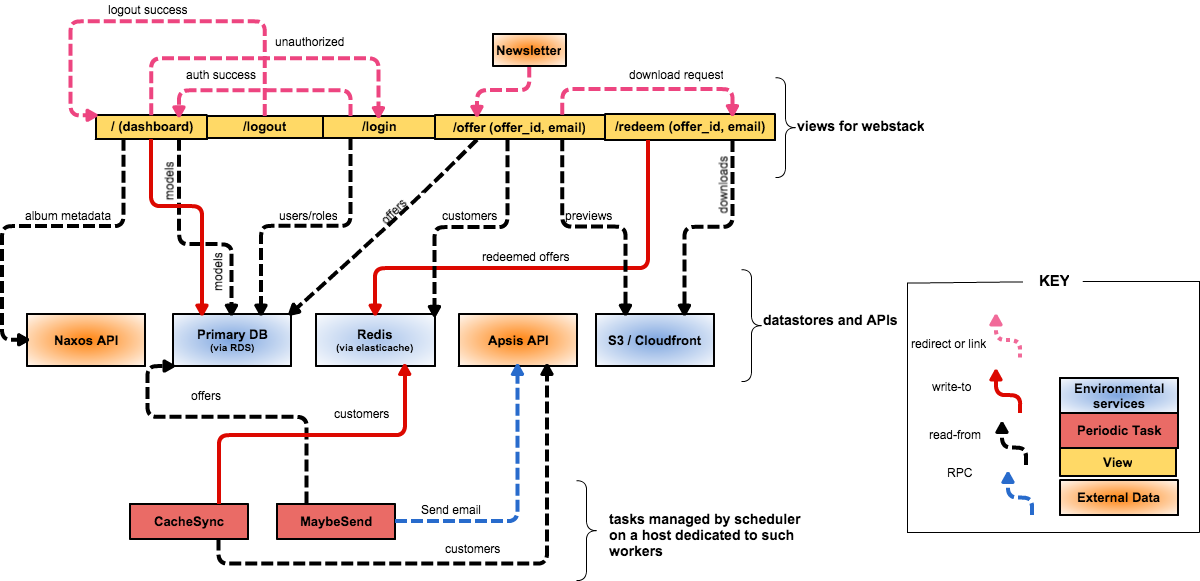 logout success
unauthorized
Newsletter
auth success
download request
/ (dashboard)
/logout
/login
/offer (offer_id, email)
/redeem (offer_id, email)
views for webstack
models
downloads
album metadata
users/roles
offers
customers
previews
models
redeemed offers
KEY
datastores and APIs
Naxos API
Primary DB
(via RDS)
Redis
(via elasticache)
Apsis API
S3 / Cloudfront
redirect or link
write-to
read-from
RPC
Environmental
services
Periodic Task
View
External Data
offers
customers
Send email
CacheSync
MaybeSend
customers
tasks managed by scheduler
on a host dedicated to such
workers